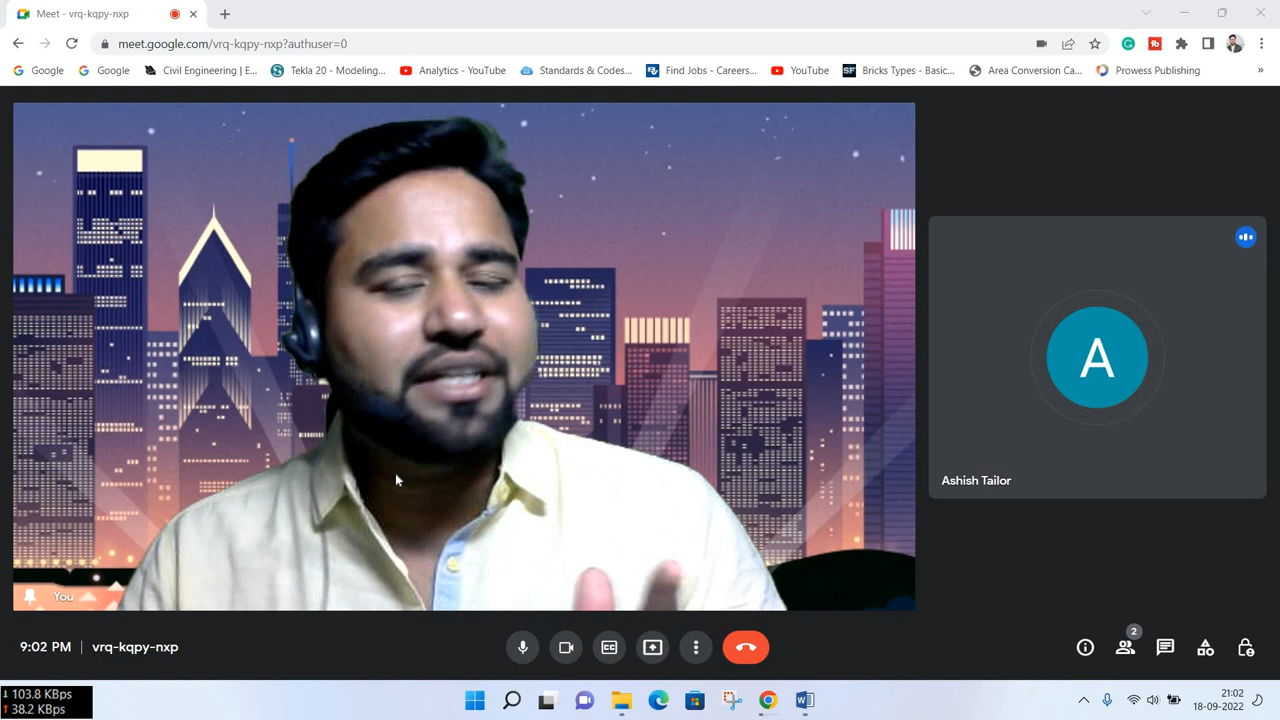 Meet - vrq-kqpy-nxp
meet.google.com/vrq-kqpy-nxp?authuser=0
Google
Google
Civil Engineering | E...
Tekla 20 - Modeling...
Analytics - YouTube
Standards & Codes...
Find Jobs - Careers...
YouTube
SF
Bricks Types - Basic...
Area Conversion Ca...
Prowess Publishing
»
A
Ashish Tailor
You
9:02 PM | vrq-kqpy-nxp
CC
2
103.8 KBps
38.2 KBps
W
21:02
18-09-2022